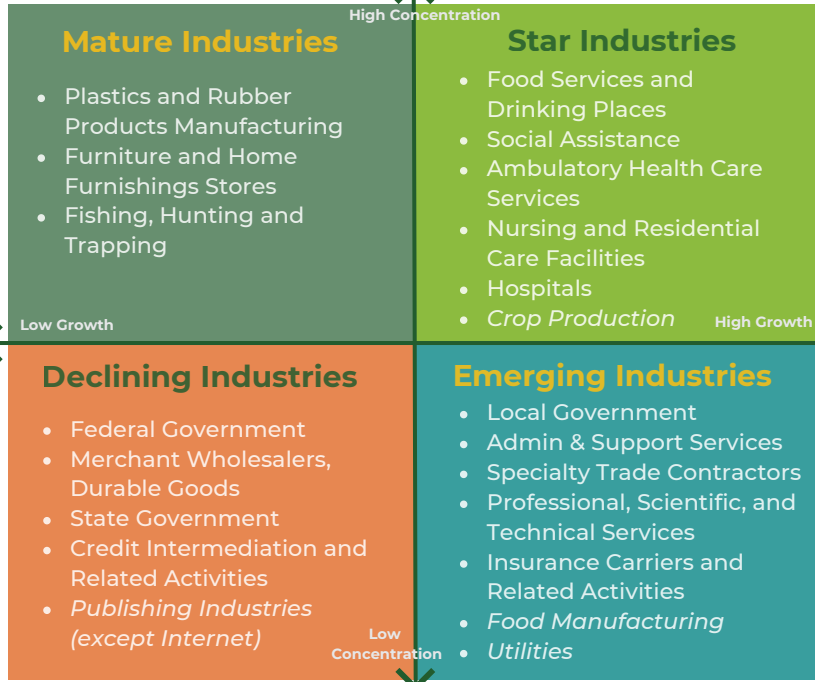 High Concentration
Mature Industries
Plastics and Rubber
Products Manufacturing
Furniture and Home
Furnishings Stores
Fishing, Hunting and
Trapping
Low Growth
Star Industries
Food Services and
Drinking Places
Social Assistance
Ambulatory Health Care
Services
Nursing and Residential
Care Facilities
Hospitals
Crop Production
High Growth
Declining Industries
Federal Government
Merchant Wholesalers,
Durable Goods
State Government
Credit Intermediation and
Related Activities
Publishing Industries
(except Internet)
Low
Concentration
Emerging Industries
Local Government
Admin & Support Services
Specialty Trade Contractors
Professional, Scientific, and
Technical Services
Insurance Carriers and
Related Activities
Food Manufacturing
Utilities